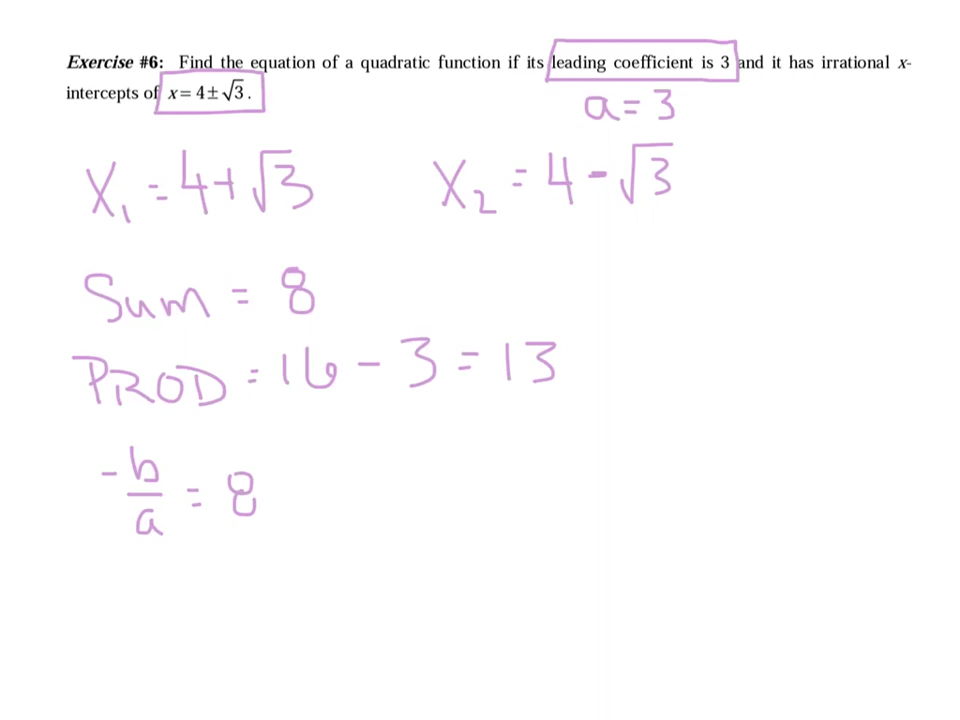 Exercise #6: Find the equation of a quadratic function if its leading coefficient is 3 and it has irrational x-
intercepts of x = 4 ± √3.
a = 3
X₁ = 4 + √3 X₂ = 4 - √3
Sum = 8
PROD = 16 - 3 = 13
-b/a = 8